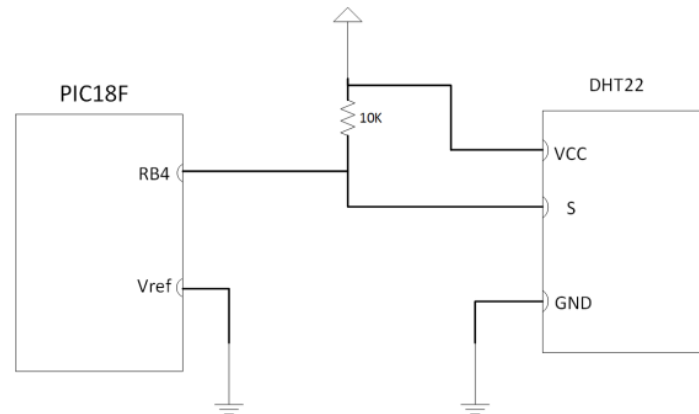 PIC18F
DHT22
10K
VCC
RB4
S
Vref
GND